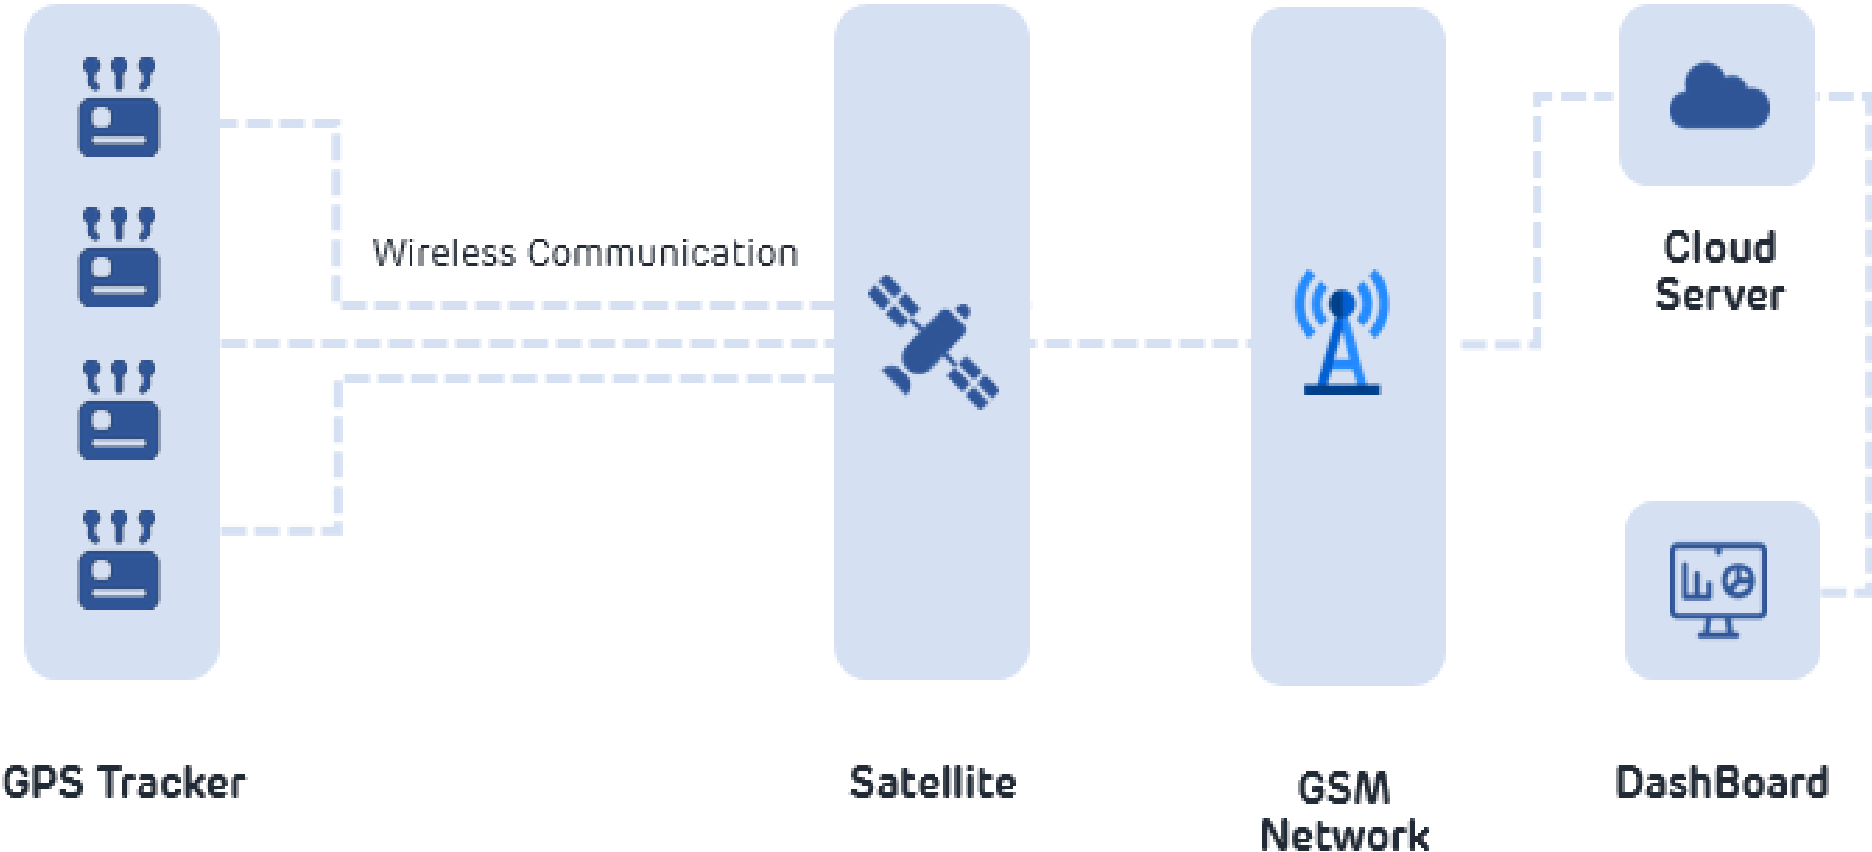 Wireless Communication
Cloud
Server
GPS Tracker
Satellite
GSM
Network
DashBoard